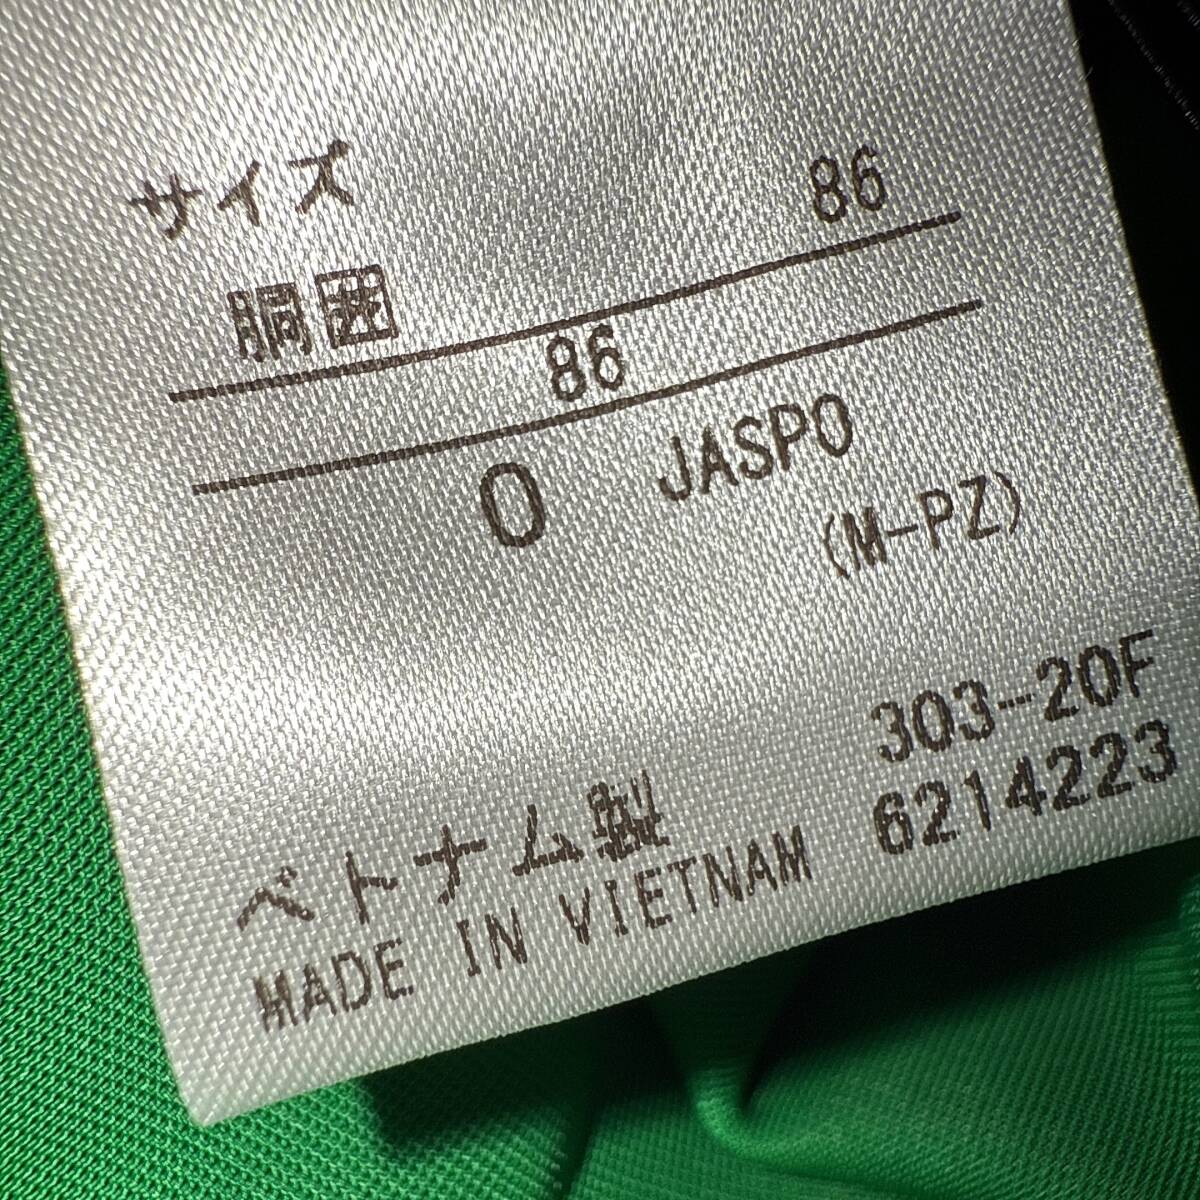 サイズ 86
胴囲 86
O JASPO
(M-PZ)
303-20F
ベトナム製 6214223
MADE IN VIETNAM